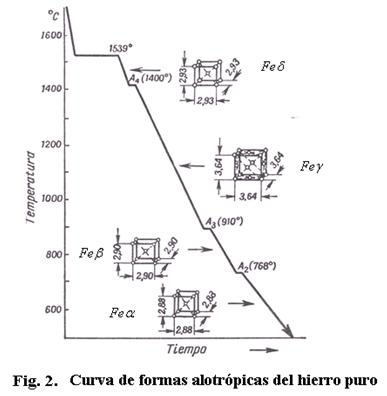 °C
1600
1539°
A4 (1400°)
2,93
2,93
2,93
Feδ
1400
Temperatura
1200
3,64
3,64
3,64
Feγ
1000
A3 (910°)
Feβ
2,90
2,90
2,90
800
A2 (768°)
Feα
2,88
2,88
2,88
600
Tiempo
Fig. 2. Curva de formas alotrópicas del hierro puro